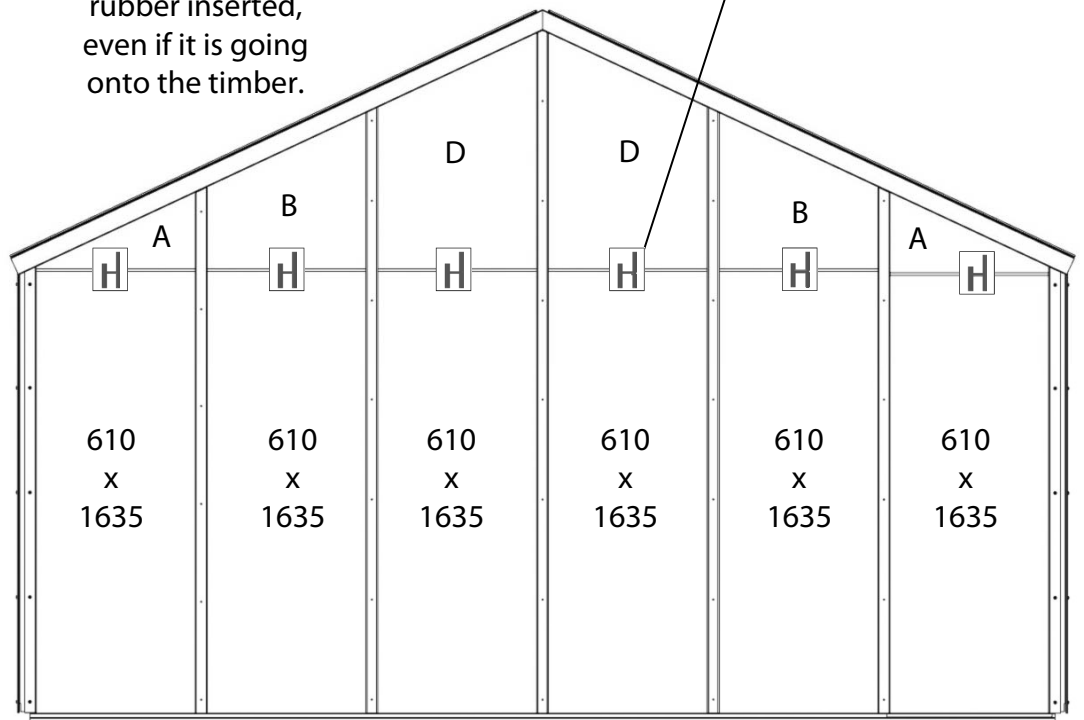 rubber inserted,
even if it is going
onto the timber.
D D
B B
A A
H H H H H H
610 610 610 610 610 610
x x x x x x
1635 1635 1635 1635 1635 1635